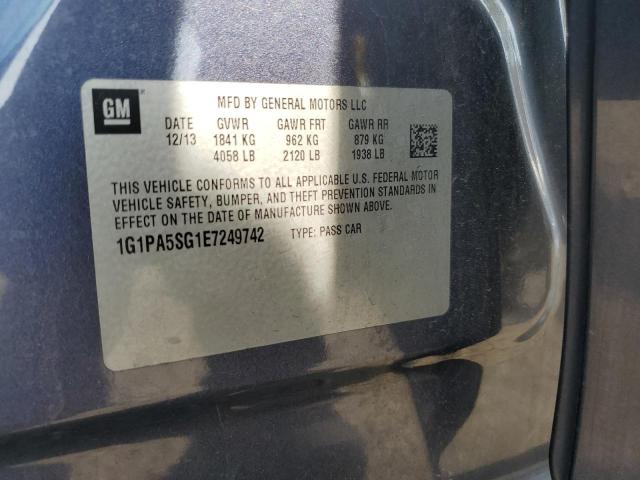 GM
MFD BY GENERAL MOTORS LLC
DATE GVWR GAWR FRT GAWR RR
12/13 1841 KG 962 KG 879 KG
4058 LB 2120 LB 1938 LB
THIS VEHICLE CONFORMS TO ALL APPLICABLE U.S. FEDERAL MOTOR
VEHICLE SAFETY, BUMPER, AND THEFT PREVENTION STANDARDS IN
EFFECT ON THE DATE OF MANUFACTURE SHOWN ABOVE.
1G1PA5SG1E7249742 TYPE: PASS CAR